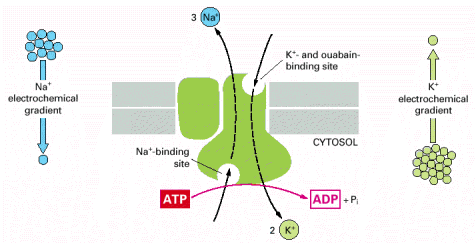 3 Na⁺
K⁺- and ouabain-
binding site
Na⁺
electrochemical
gradient
K⁺
electrochemical
gradient
CYTOSOL
Na⁺-binding
site
ATP
ADP + Pᵢ
2 K⁺